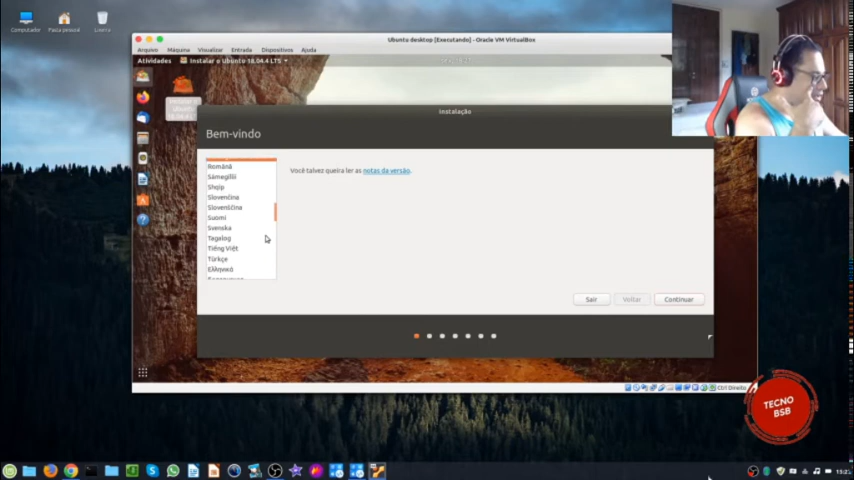 Ubuntu desktop [Executando] - Oracle VM VirtualBox
Computador
Pasta pessoal
Lixeira
Arquivo Máquina Visualizar Entrada Dispositivos Ajuda
Atividades
Instalar o Ubuntu 18.04.4 LTS
Instalação
Bem-vindo
Română
Sámegillii
Shqip
Slovenčina
Slovenščina
Suomi
Svenska
Tagalog
Tiếng Việt
Türkçe
Ελληνικά
Você talvez queira ler as notas da versão.
Sair
Voltar
Continuar
Ctrl Direito
TECNO
BSB